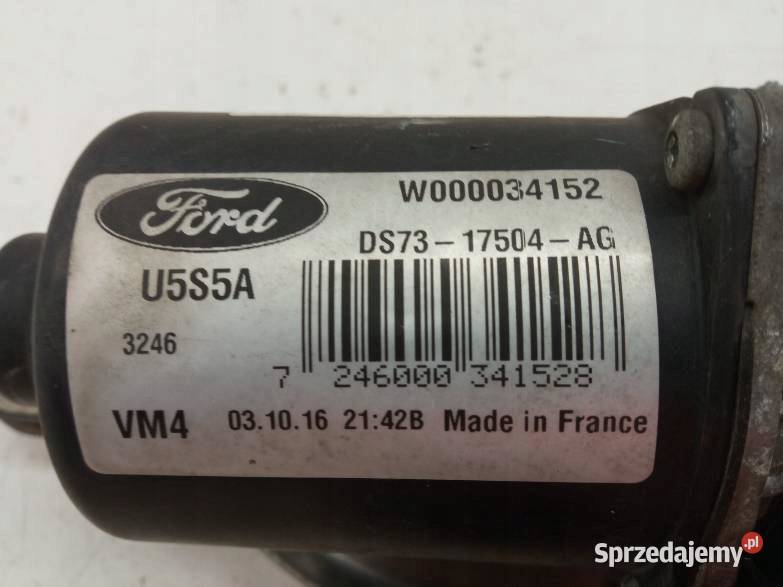 Ford
W000034152
DS73-17504-AG
U5S5A
3246
7 246000 341528
VM4 03.10.16 21:42B Made in France
Sprzedajemy.pl